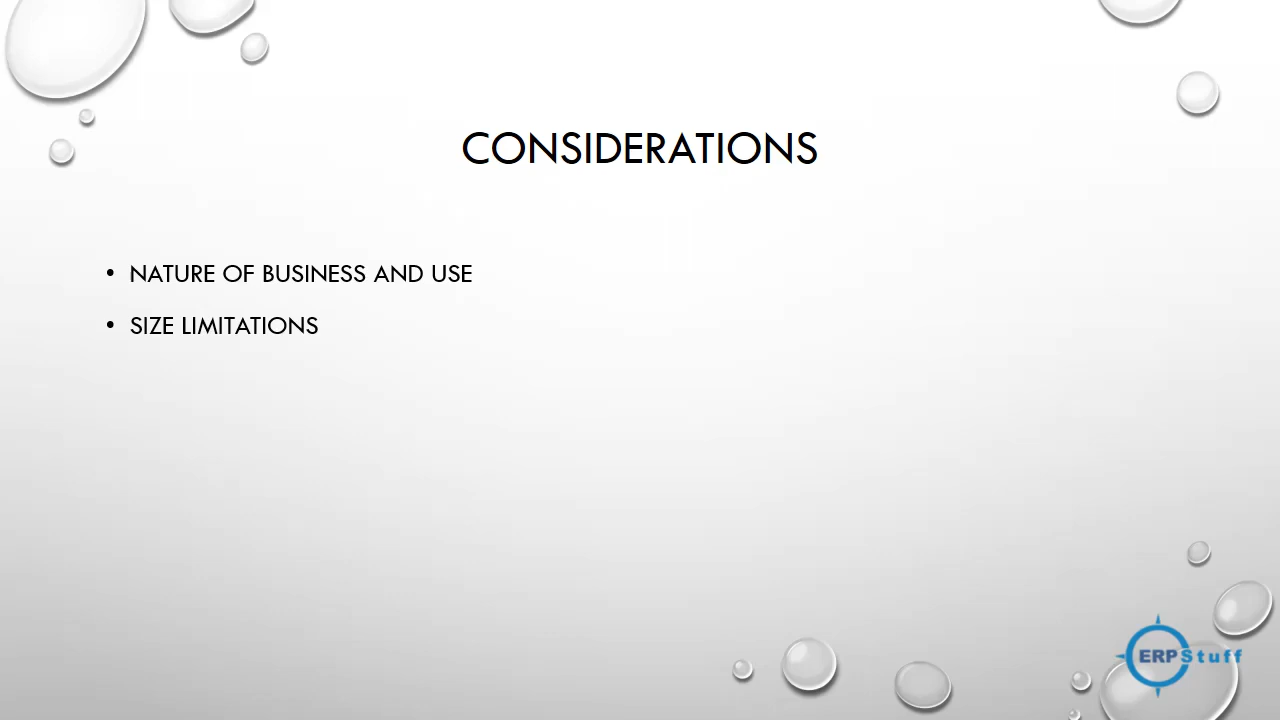 CONSIDERATIONS
• NATURE OF BUSINESS AND USE
• SIZE LIMITATIONS
ERPStuff